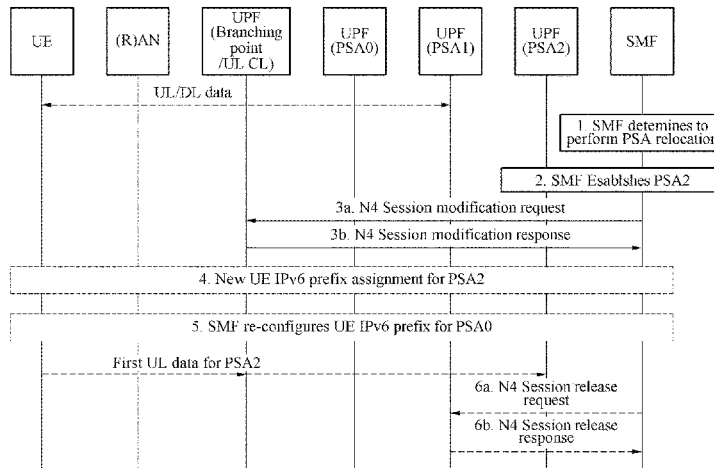 UE
(R)AN
UPF
(Branching
point
/UL CL)
UPF
(PSA0)
UPF
(PSA1)
UPF
(PSA2)
SMF
UL/DL data
1. SMF detemines to
perform PSA relocation
2. SMF Esablshes PSA2
3a. N4 Session modification request
3b. N4 Session modification response
4. New UE IPv6 prefix assignment for PSA2
5. SMF re-configures UE IPv6 prefix for PSA0
First UL data for PSA2
6a. N4 Session release
request
6b. N4 Session release
response